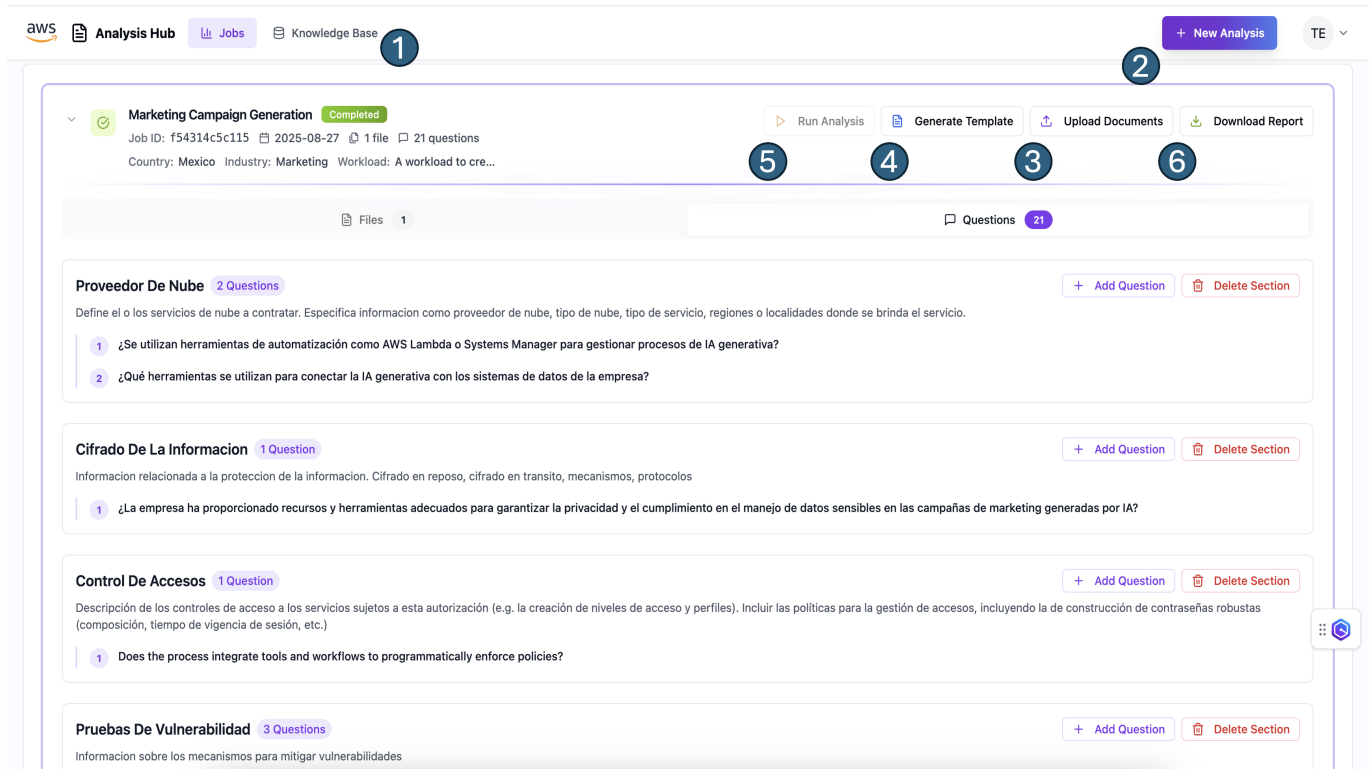 aws Analysis Hub Jobs Knowledge Base + New Analysis TE
1
2
Marketing Campaign Generation Completed
Run Analysis Generate Template Upload Documents Download Report
Job ID: f54314c5c115 2025-08-27 1 file 21 questions
Country: Mexico Industry: Marketing Workload: A workload to cre...
5 4 3 6
Files 1 Questions 21
Proveedor De Nube 2 Questions + Add Question Delete Section
Define el o los servicios de nube a contratar. Especifica informacion como proveedor de nube, tipo de nube, tipo de servicio, regiones o localidades donde se brinda el servicio.
1 ¿Se utilizan herramientas de automatización como AWS Lambda o Systems Manager para gestionar procesos de IA generativa?
2 ¿Qué herramientas se utilizan para conectar la IA generativa con los sistemas de datos de la empresa?
Cifrado De La Informacion 1 Question + Add Question Delete Section
Informacion relacionada a la proteccion de la informacion. Cifrado en reposo, cifrado en transito, mecanismos, protocolos
1 ¿La empresa ha proporcionado recursos y herramientas adecuados para garantizar la privacidad y el cumplimiento en el manejo de datos sensibles en las campañas de marketing generadas por IA?
Control De Accesos 1 Question + Add Question Delete Section
Descripción de los controles de acceso a los servicios sujetos a esta autorización (e.g. la creación de niveles de acceso y perfiles). Incluir las políticas para la gestión de accesos, incluyendo la de construcción de contraseñas robustas
(composición, tiempo de vigencia de sesión, etc.)
1 Does the process integrate tools and workflows to programmatically enforce policies?
Pruebas De Vulnerabilidad 3 Questions + Add Question Delete Section
Informacion sobre los mecanismos para mitigar vulnerabilidades